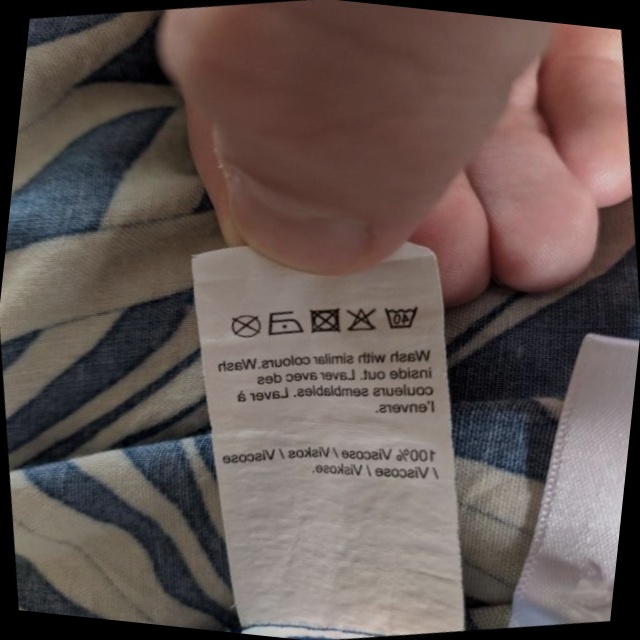 40
Wash with similar colours. Wash
inside out. Laver avec des
couleurs semblables. Laver à
l'envers.
100% Viscose / Viskos / Viscose
/ Viscose / Viskose.